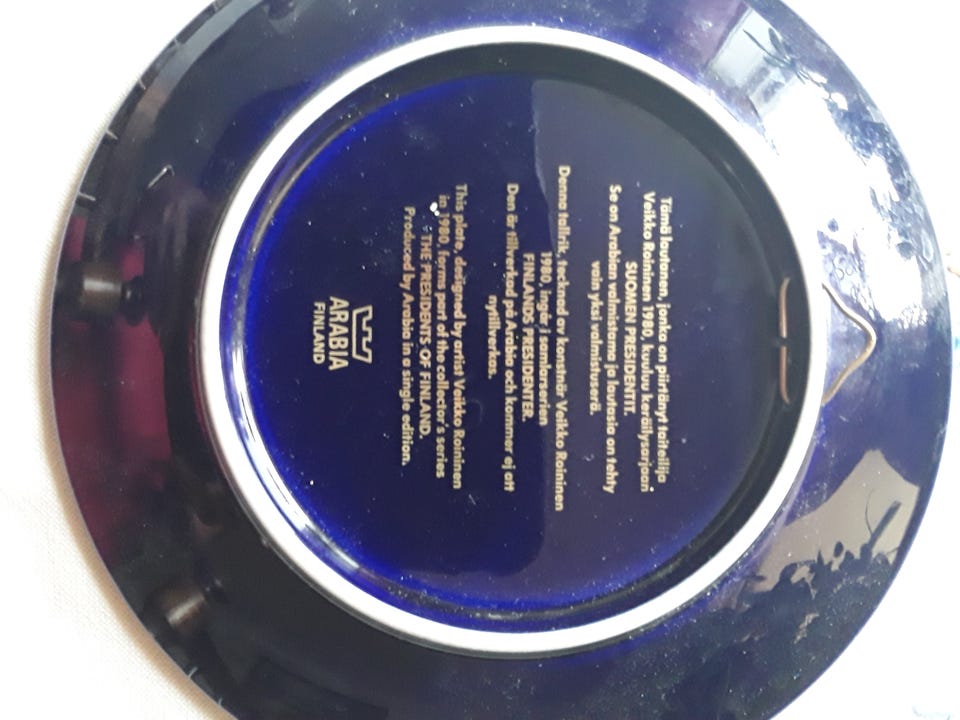 Tämä lautanen, jonka on piirtänyt taiteilija
Veikko Roininen 1980, kuuluu keräilysarjaan
SUOMEN PRESIDENTIT.
Se on Arabian valmistama ja lautasia on tehty
vain yksi valmistuserä.
Denna tallrik, tecknad av konstnär Veikko Roininen
1980, ingår i samlarserien
FINLANDS PRESIDENTER.
Den är tillverkad på Arabia och kommer ej att
nytillverkas.
This plate, designed by artist Veikko Roininen
in 1980, forms part of the collector's series
THE PRESIDENTS OF FINLAND.
Produced by Arabia in a single edition.
ARABIA
FINLAND